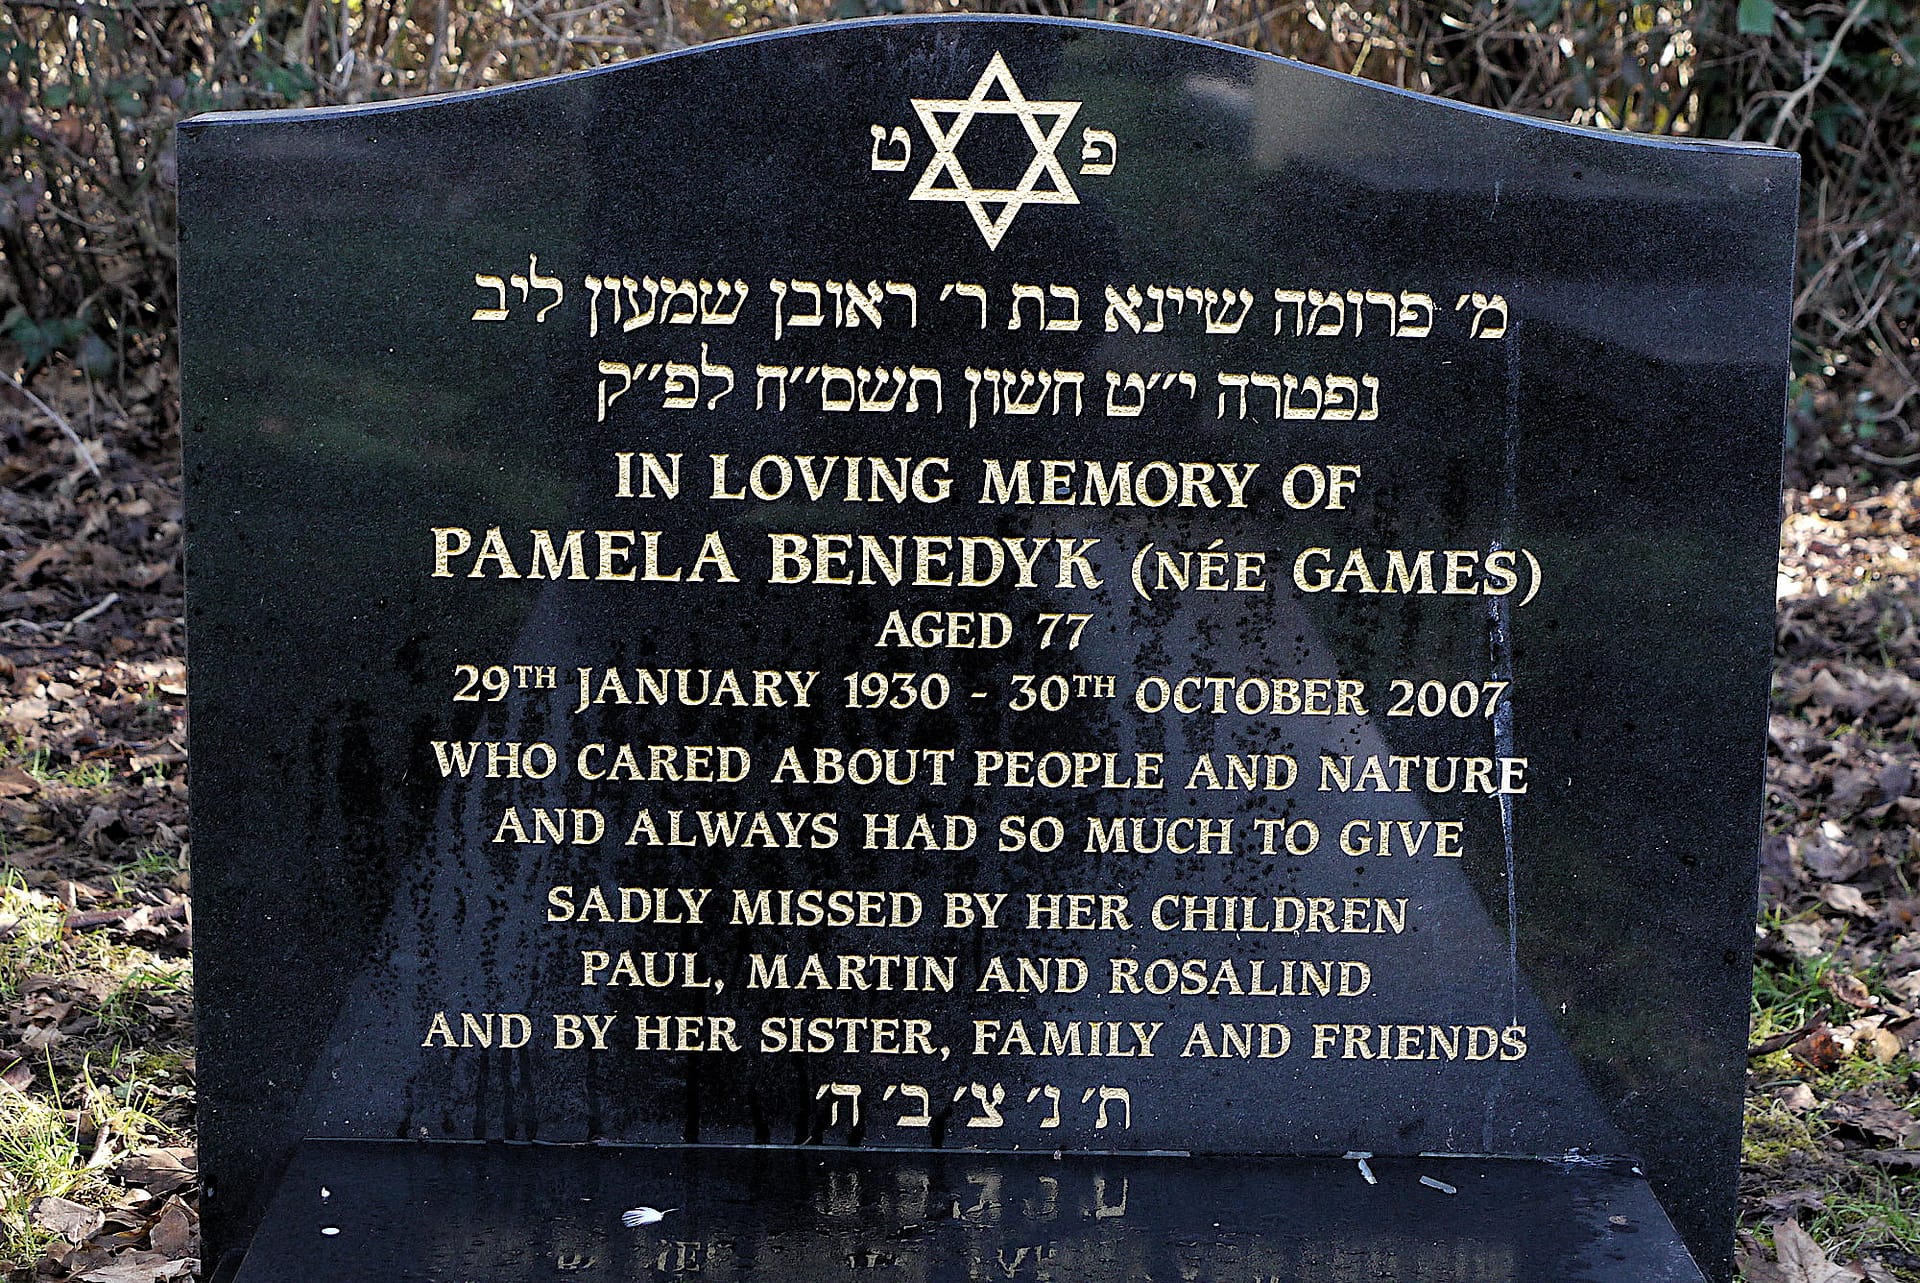 פ ט
מ׳ פרומה שיינא בת ר׳ ראובן שמעון ליב
נפטרה י״ט חשון תשס״ח לפ״ק
IN LOVING MEMORY OF
PAMELA BENEDYK (NÉE GAMES)
AGED 77
29TH JANUARY 1930 - 30TH OCTOBER 2007
WHO CARED ABOUT PEOPLE AND NATURE
AND ALWAYS HAD SO MUCH TO GIVE
SADLY MISSED BY HER CHILDREN
PAUL, MARTIN AND ROSALIND
AND BY HER SISTER, FAMILY AND FRIENDS
ת׳ נ׳ צ׳ ב׳ ה׳